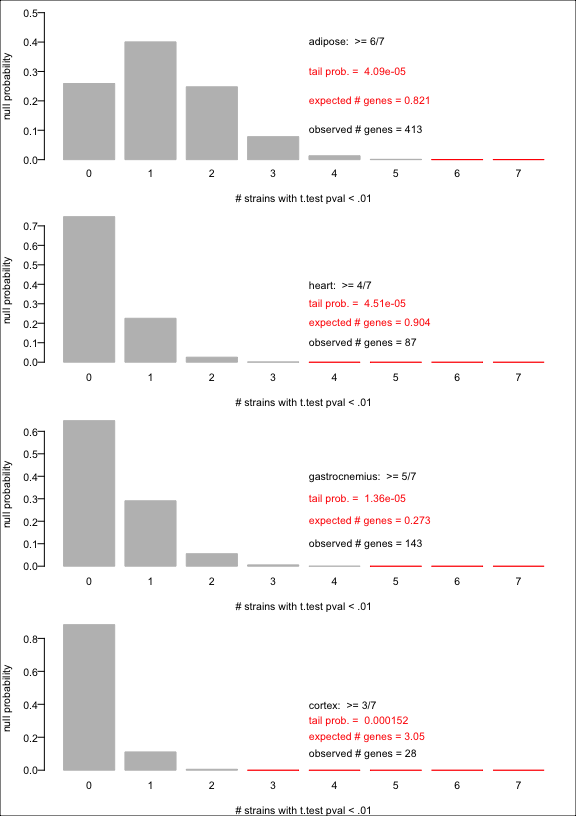 0.5
0.4
0.3
0.2
0.1
0.0
null probability
adipose: >= 6/7
tail prob. = 4.09e-05
expected # genes = 0.821
observed # genes = 413
0 1 2 3 4 5 6 7
# strains with t.test pval < .01
0.7
0.6
0.5
0.4
0.3
0.2
0.1
0.0
null probability
heart: >= 4/7
tail prob. = 4.51e-05
expected # genes = 0.904
observed # genes = 87
0 1 2 3 4 5 6 7
# strains with t.test pval < .01
0.6
0.5
0.4
0.3
0.2
0.1
0.0
null probability
gastrocnemius: >= 5/7
tail prob. = 1.36e-05
expected # genes = 0.273
observed # genes = 143
0 1 2 3 4 5 6 7
# strains with t.test pval < .01
0.8
0.6
0.4
0.2
0.0
null probability
cortex: >= 3/7
tail prob. = 0.000152
expected # genes = 3.05
observed # genes = 28
0 1 2 3 4 5 6 7
# strains with t.test pval < .01